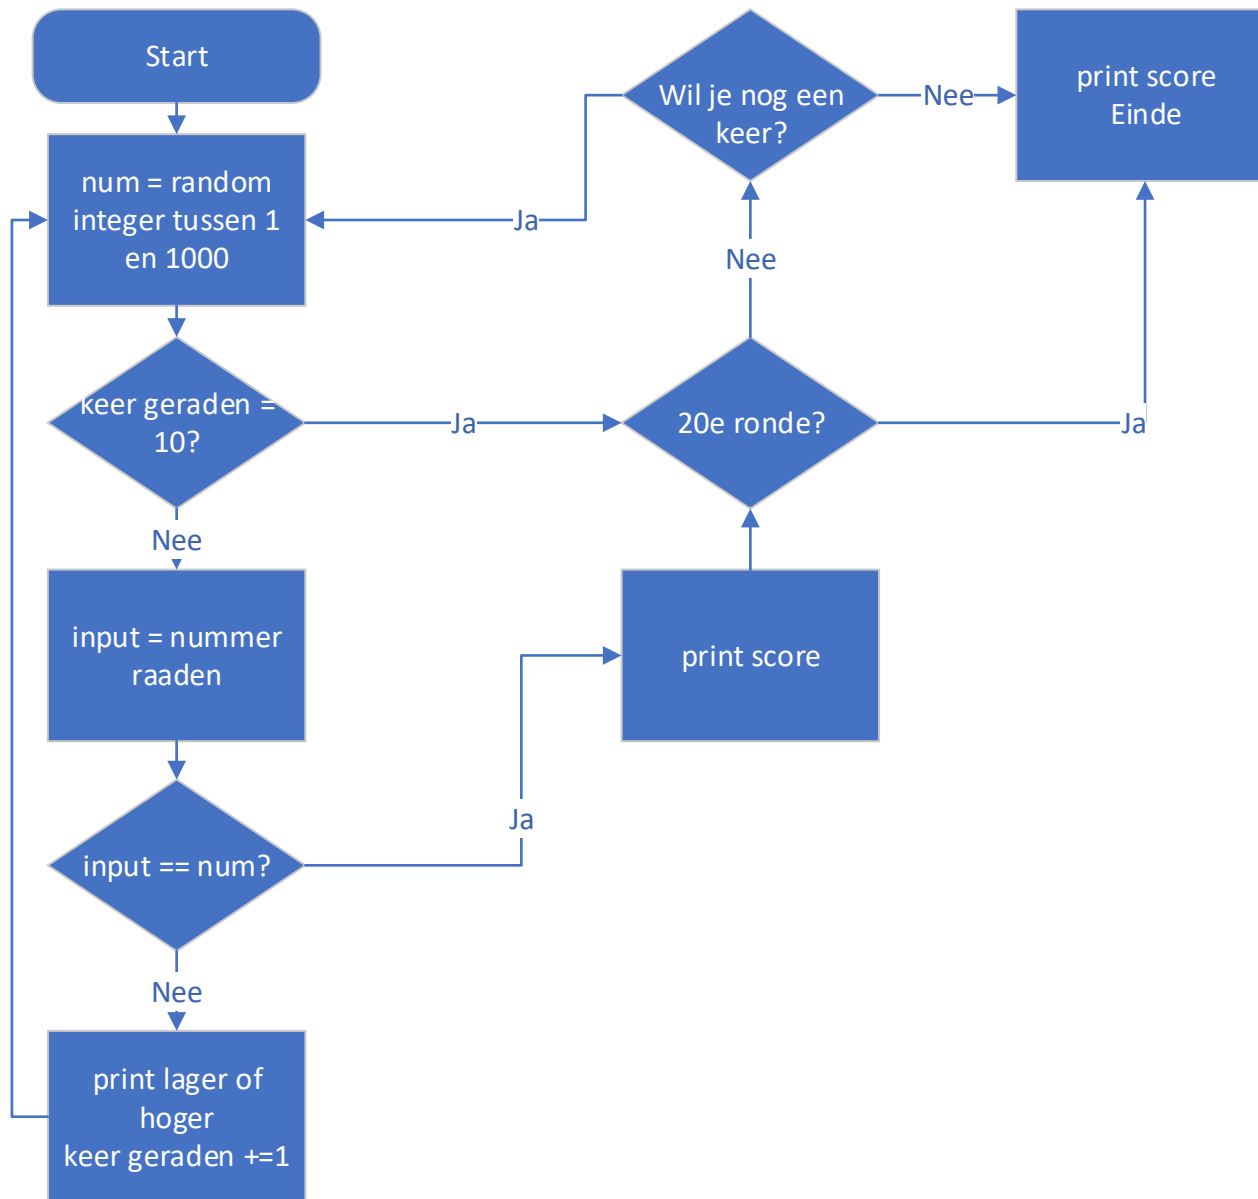 Start
num = random
integer tussen 1
en 1000
keer geraden =
10?
Nee
input = nummer
raaden
input == num?
Nee
print lager of
hoger
keer geraden +=1
Ja
Ja
Ja
Wil je nog een
keer?
Nee
20e ronde?
print score
Nee
print score
Einde
Ja